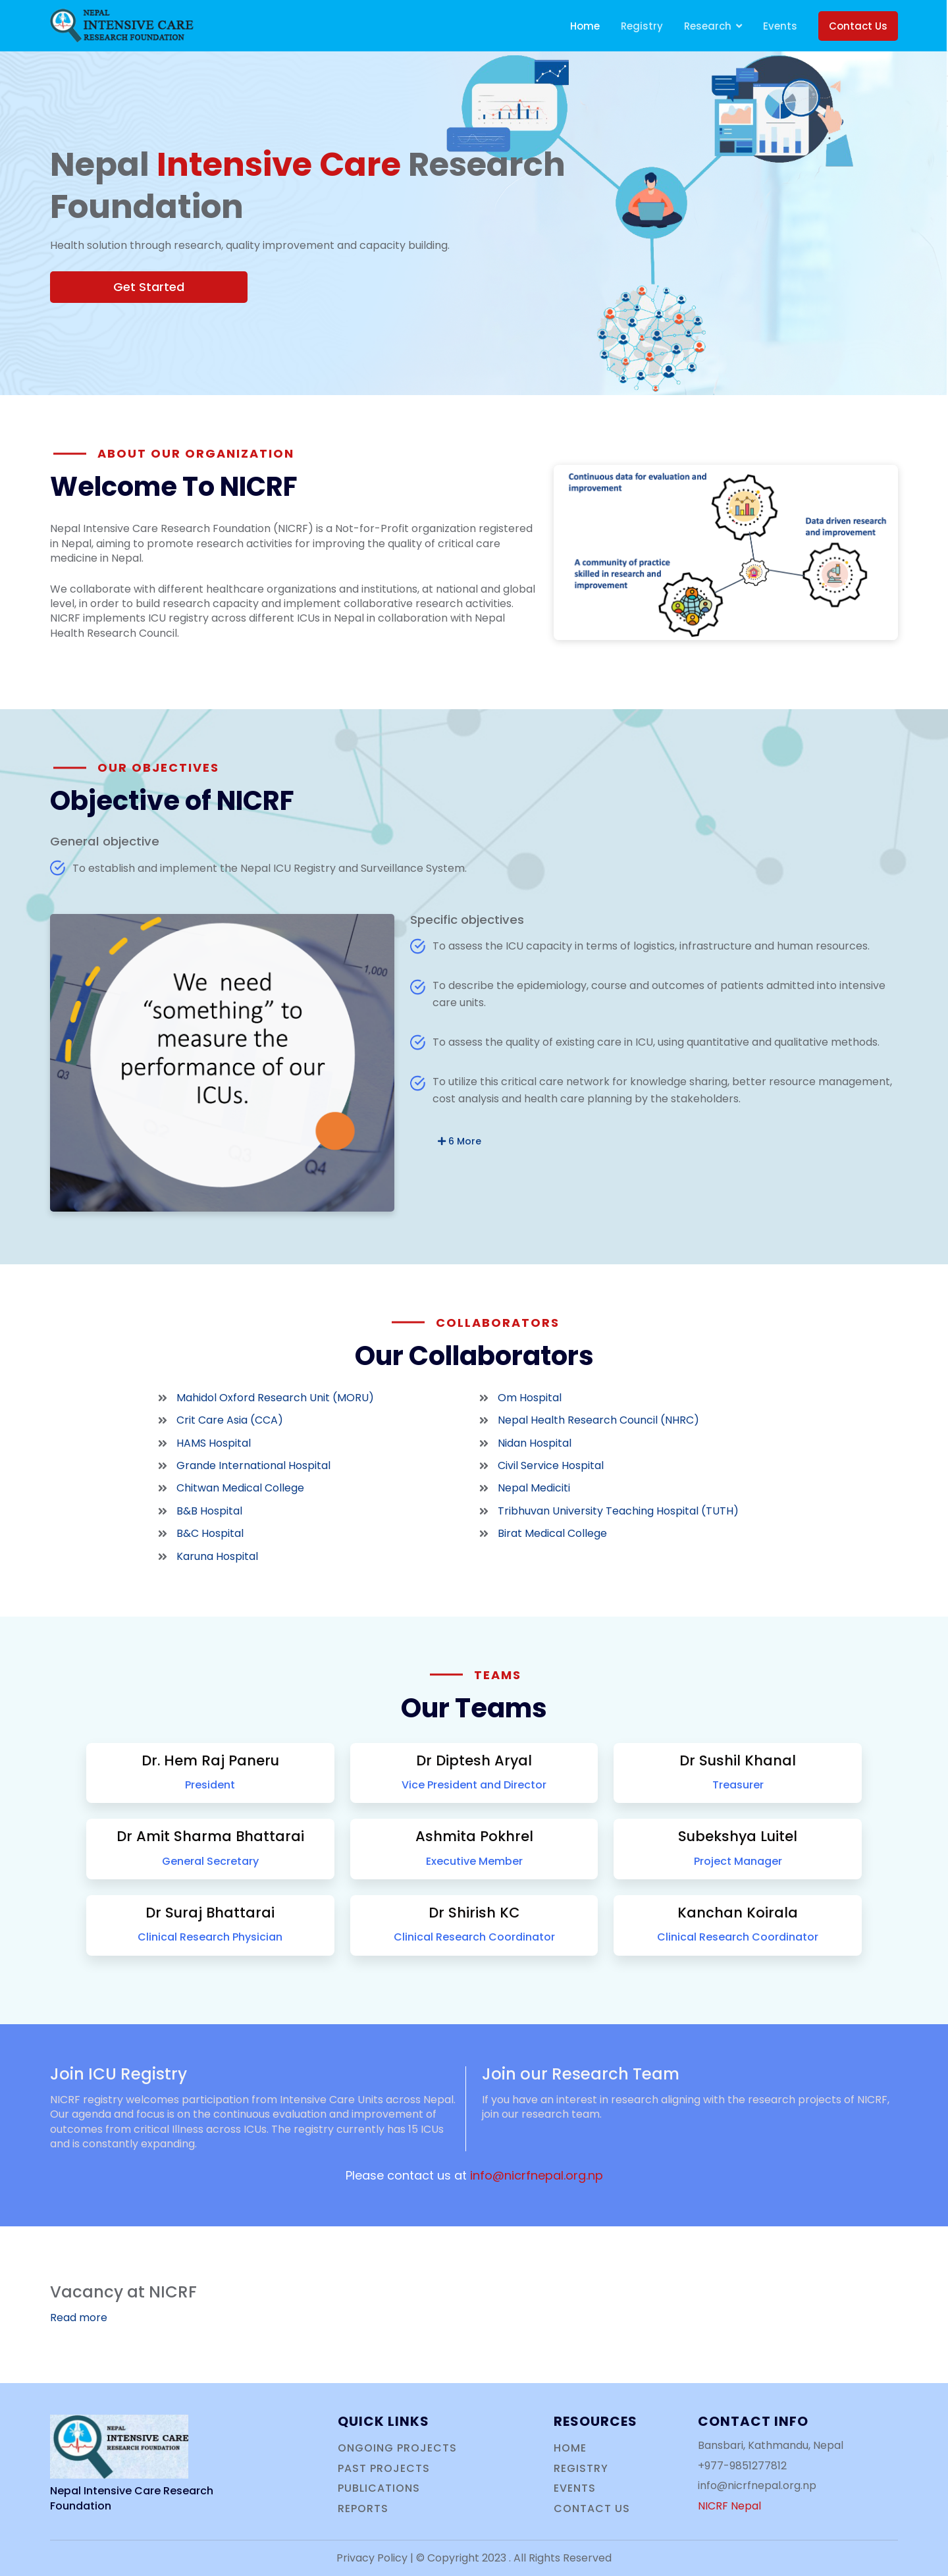 NEPAL
INTENSIVE CARE
RESEARCH FOUNDATION
Home
Registry
Research
Events
Contact Us
Nepal Intensive Care Research
Foundation
Health solution through research, quality improvement and capacity building.
Get Started
ABOUT OUR ORGANIZATION
Welcome To NICRF
Nepal Intensive Care Research Foundation (NICRF) is a Not-for-Profit organization registered
in Nepal, aiming to promote research activities for improving the quality of critical care
medicine in Nepal.
We collaborate with different healthcare organizations and institutions, at national and global
level, in order to build research capacity and implement collaborative research activities.
NICRF implements ICU registry across different ICUs in Nepal in collaboration with Nepal
Health Research Council.
Continuous data for evaluation and
improvement
Data driven research
and improvement
A community of practice
skilled in research and
improvement
OUR OBJECTIVES
Objective of NICRF
General objective
To establish and implement the Nepal ICU Registry and Surveillance System.
We need
“something” to
measure the
performance of our
ICUs.
1,000
Q3
Q4
Specific objectives
To assess the ICU capacity in terms of logistics, infrastructure and human resources.
To describe the epidemiology, course and outcomes of patients admitted into intensive
care units.
To assess the quality of existing care in ICU, using quantitative and qualitative methods.
To utilize this critical care network for knowledge sharing, better resource management,
cost analysis and health care planning by the stakeholders.
+ 6 More
COLLABORATORS
Our Collaborators
Mahidol Oxford Research Unit (MORU)
Crit Care Asia (CCA)
HAMS Hospital
Grande International Hospital
Chitwan Medical College
B&B Hospital
B&C Hospital
Karuna Hospital
Om Hospital
Nepal Health Research Council (NHRC)
Nidan Hospital
Civil Service Hospital
Nepal Mediciti
Tribhuvan University Teaching Hospital (TUTH)
Birat Medical College
TEAMS
Our Teams
Dr. Hem Raj Paneru
President
Dr Diptesh Aryal
Vice President and Director
Dr Sushil Khanal
Treasurer
Dr Amit Sharma Bhattarai
General Secretary
Ashmita Pokhrel
Executive Member
Subekshya Luitel
Project Manager
Dr Suraj Bhattarai
Clinical Research Physician
Dr Shirish KC
Clinical Research Coordinator
Kanchan Koirala
Clinical Research Coordinator
Join ICU Registry
NICRF registry welcomes participation from Intensive Care Units across Nepal.
Our agenda and focus is on the continuous evaluation and improvement of
outcomes from critical Illness across ICUs. The registry currently has 15 ICUs
and is constantly expanding.
Join our Research Team
If you have an interest in research aligning with the research projects of NICRF,
join our research team.
Please contact us at info@nicrfnepal.org.np
Vacancy at NICRF
Read more
NEPAL
INTENSIVE CARE
RESEARCH FOUNDATION
Nepal Intensive Care Research
Foundation
QUICK LINKS
ONGOING PROJECTS
PAST PROJECTS
PUBLICATIONS
REPORTS
RESOURCES
HOME
REGISTRY
EVENTS
CONTACT US
CONTACT INFO
Bansbari, Kathmandu, Nepal
+977-9851277812
info@nicrfnepal.org.np
NICRF Nepal
Privacy Policy | © Copyright 2023 . All Rights Reserved